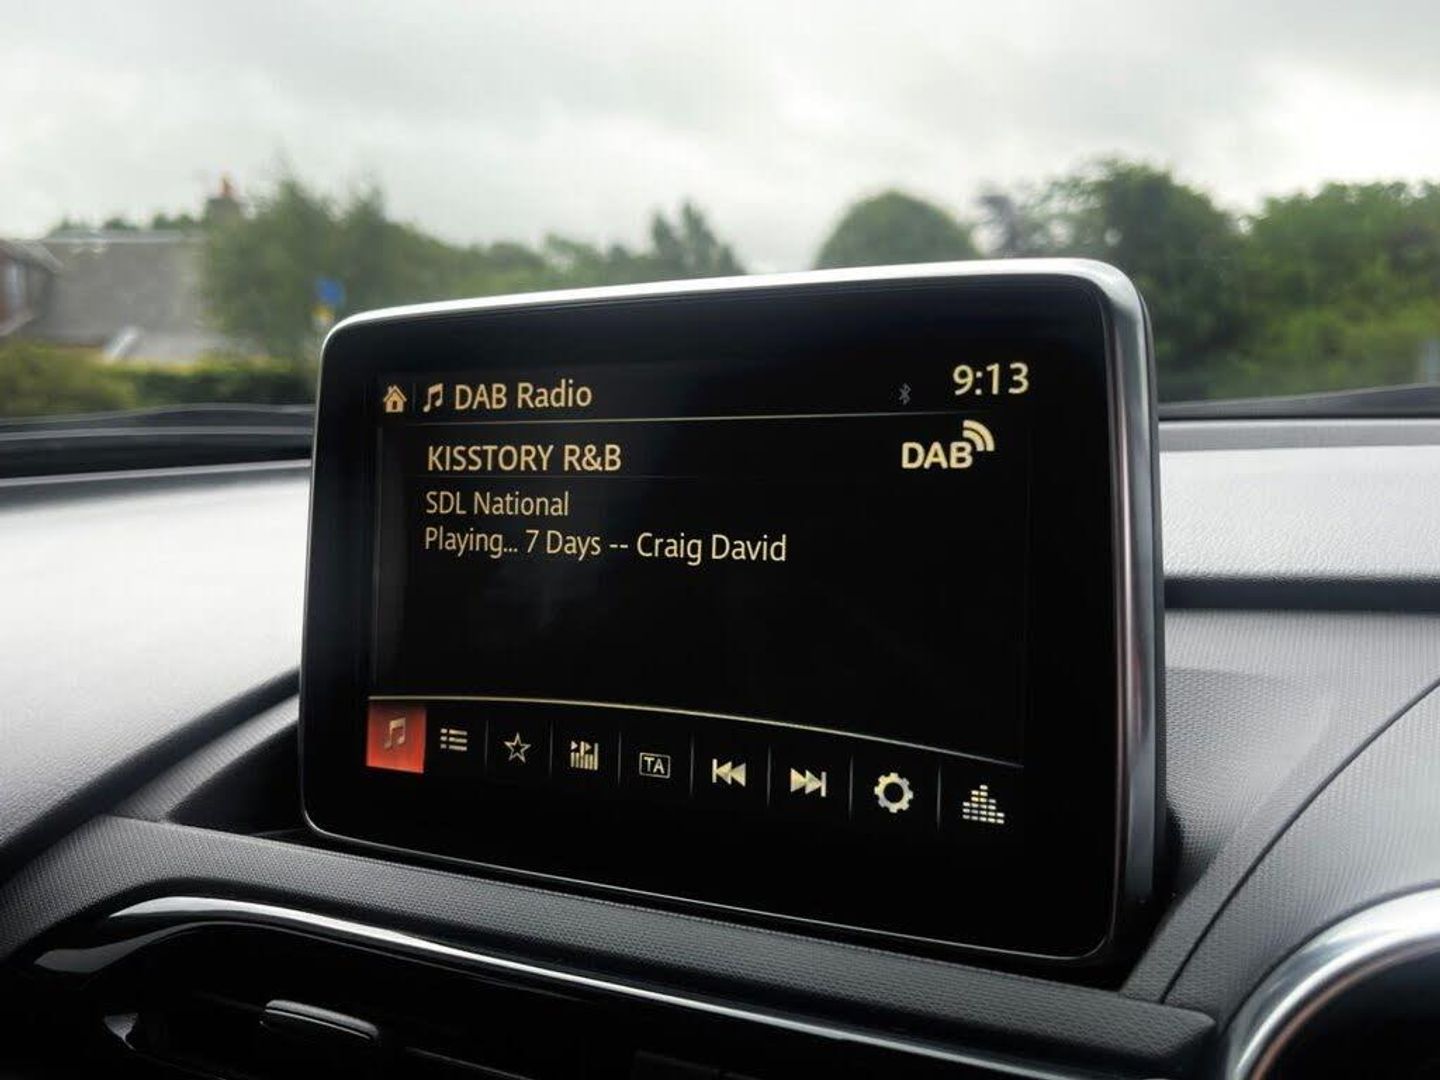 DAB Radio
9:13
KISSTORY R&B
DAB
SDL National
Playing... 7 Days -- Craig David
TA